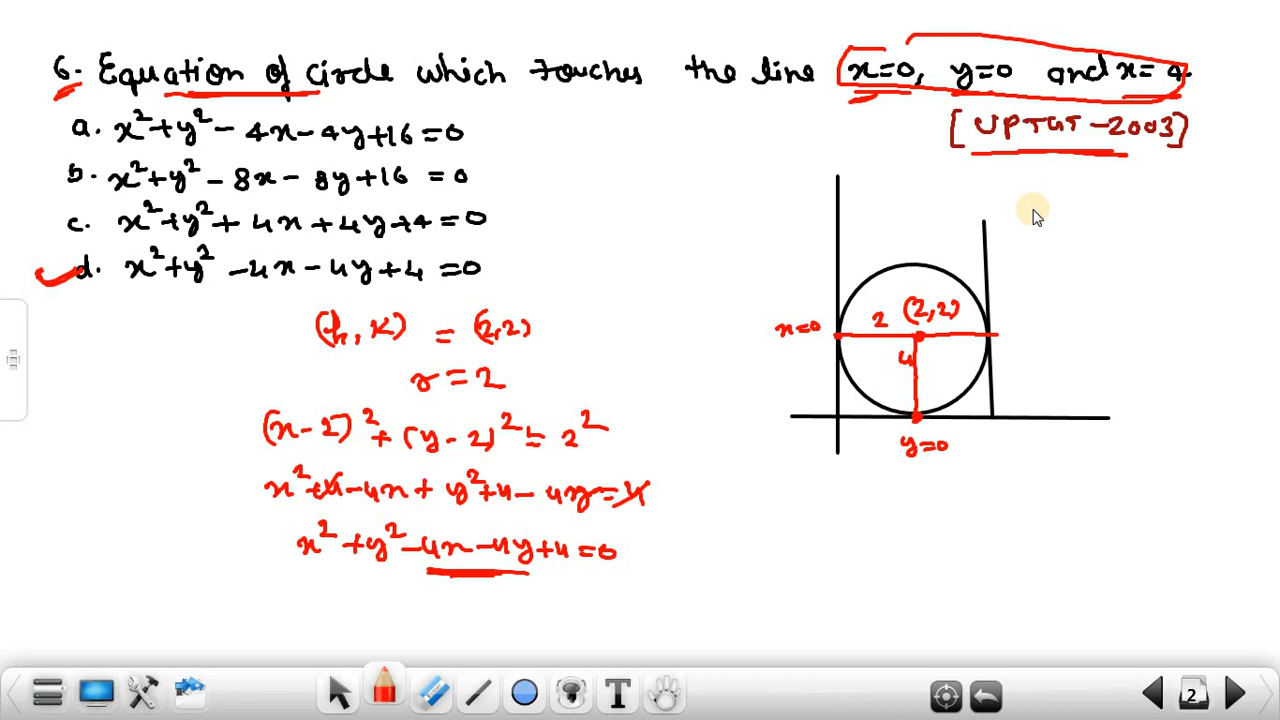 6. Equation of circle which touches the line x=0, y=0 and x=4.
[UPTGT-2003]
a. x²+y²-4x-4y+16=0
b. x²+y²-8x-8y+16=0
c. x²+y²+4x+4y+4=0
d. x²+y²-4x-4y+4=0
(h,k) = (2,2)
r=2
(x-2)²+(y-2)²=2²
x²+4-4x+y²+4-4y=4
x²+y²-4x-4y+4=0
(2,2)
2
x=0
4
y=0
T
2